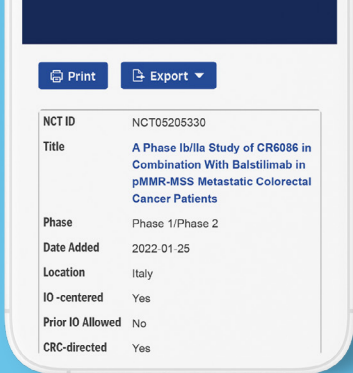 Print Export
NCT ID NCT05205330
Title A Phase Ib/IIa Study of CR6086 in
Combination With Balstilimab in
pMMR-MSS Metastatic Colorectal
Cancer Patients
Phase Phase 1/Phase 2
Date Added 2022-01-25
Location Italy
IO -centered Yes
Prior IO Allowed No
CRC-directed Yes